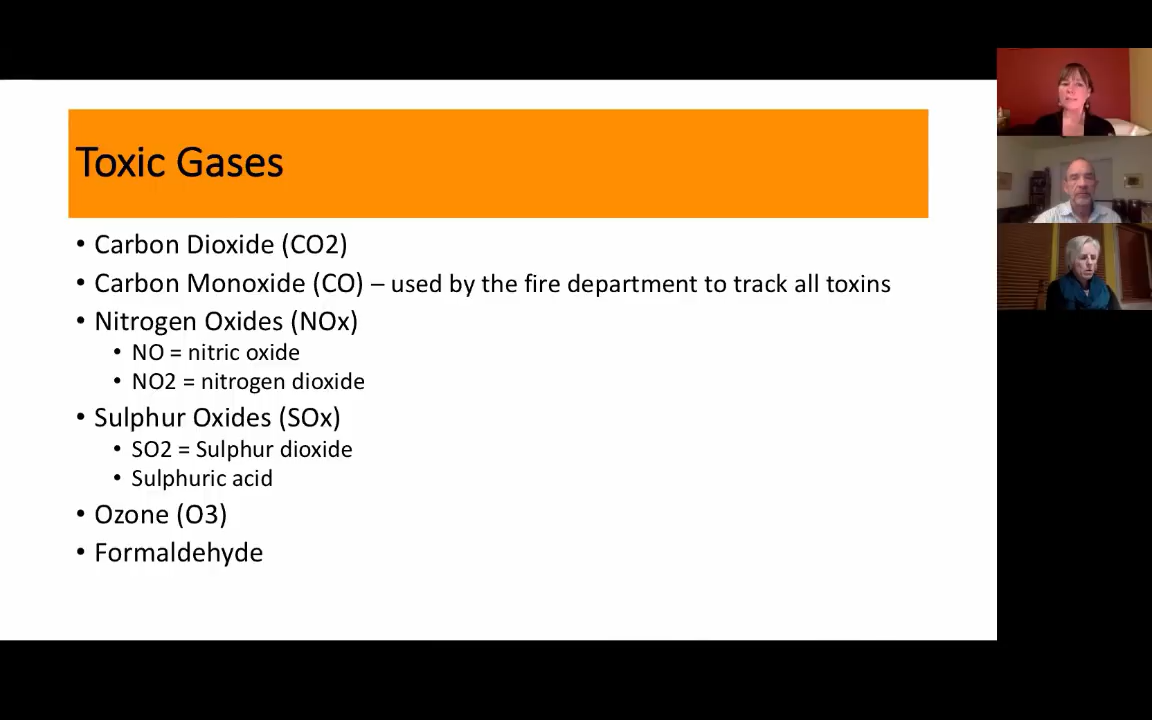 Toxic Gases
• Carbon Dioxide (CO2)
• Carbon Monoxide (CO) – used by the fire department to track all toxins
• Nitrogen Oxides (NOx)
• NO = nitric oxide
• NO2 = nitrogen dioxide
• Sulphur Oxides (SOx)
• SO2 = Sulphur dioxide
• Sulphuric acid
• Ozone (O3)
• Formaldehyde